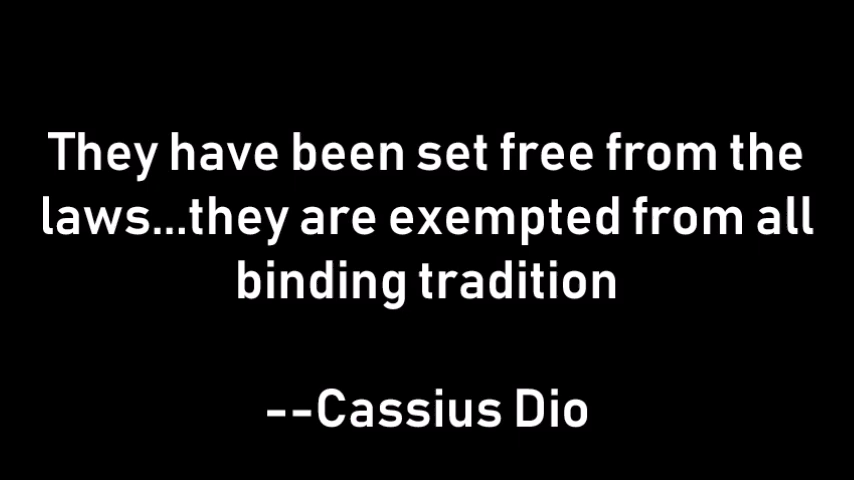 They have been set free from the
laws...they are exempted from all
binding tradition
--Cassius Dio